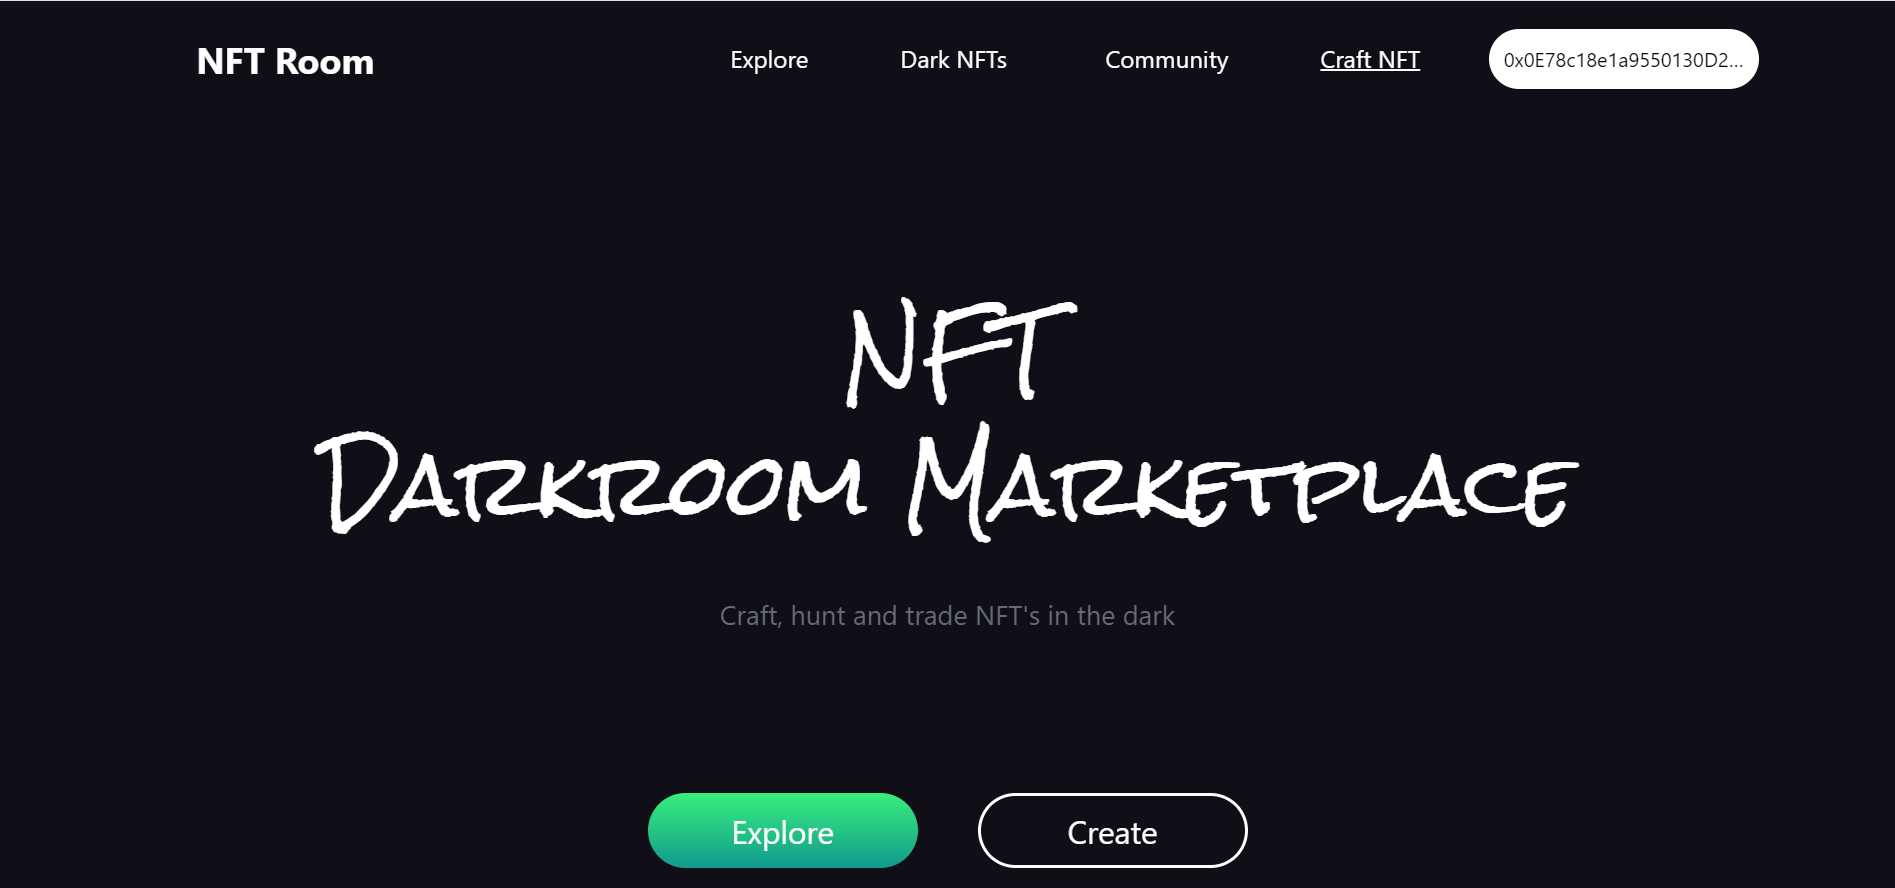 NFT Room
Explore
Dark NFTs
Community
Craft NFT
0x0E78c18e1a9550130D2...
NFT
Darkroom Marketplace
Craft, hunt and trade NFT's in the dark
Explore
Create